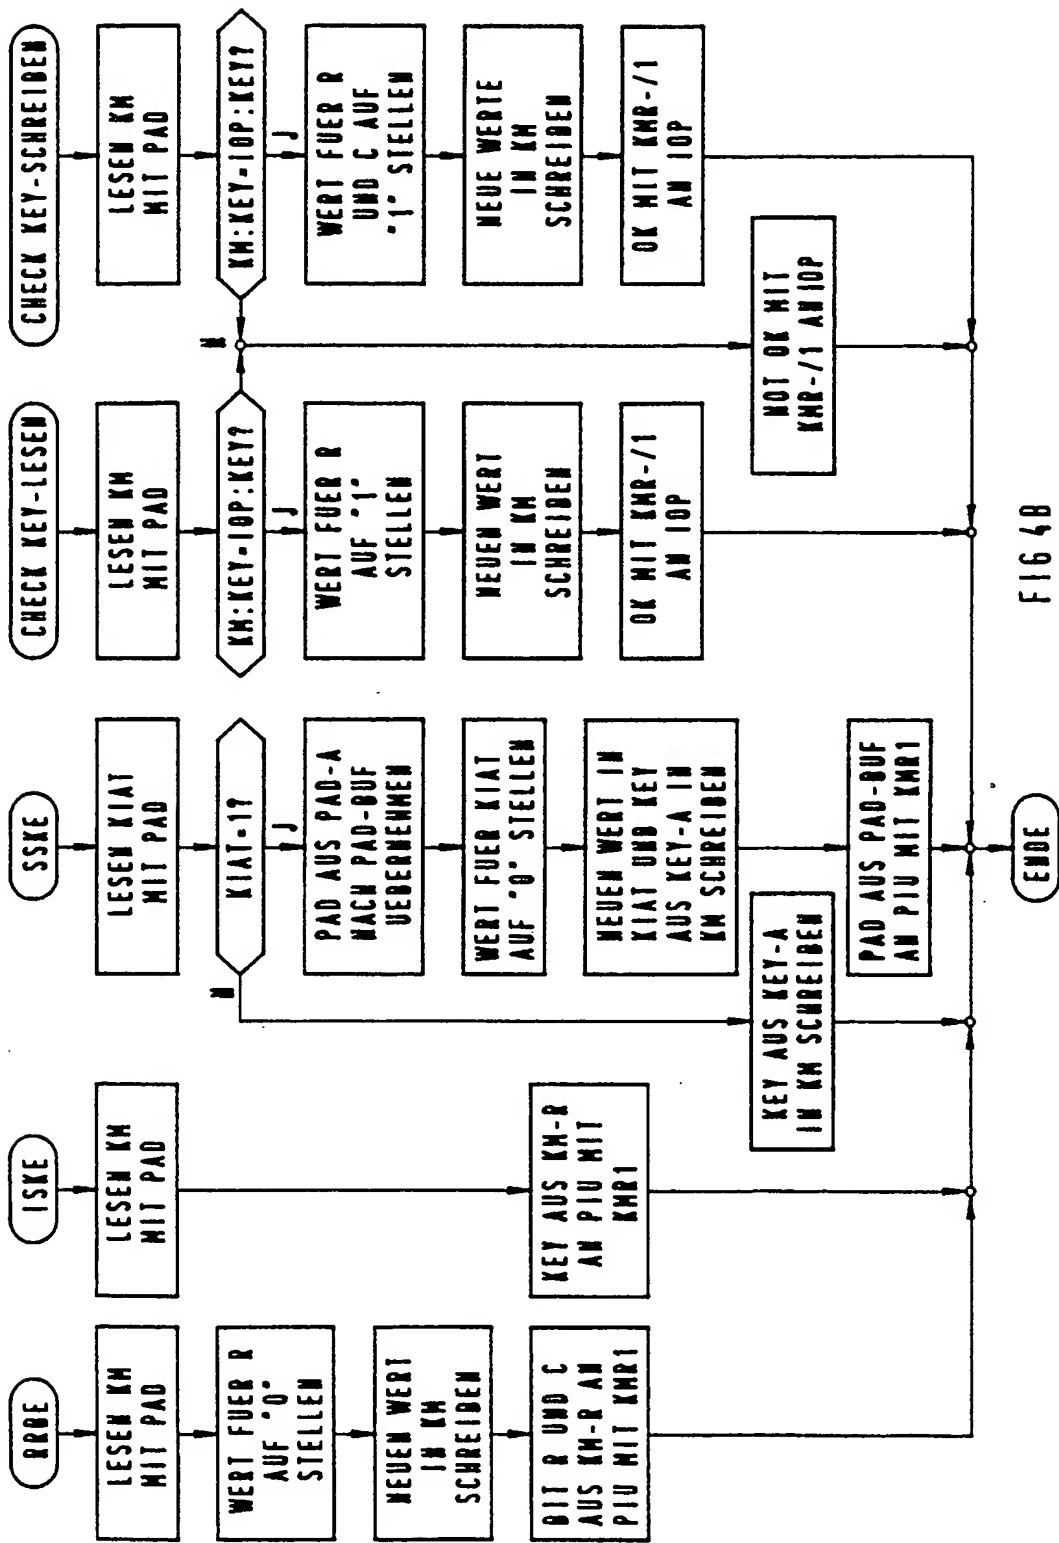 RRBE
LESEN KM
MIT PAD
WERT FUER R
AUF "0"
STELLEN
NEUEN WERT
IN KM
SCHREIBEN
BIT R UND C
AUS KM-R AN
PIU MIT KMR1
ISKE
LESEN KM
MIT PAD
KEY AUS KM-R
AN PIU MIT
KMR1
SSKE
LESEN KIAT
MIT PAD
KIAT=1?
N
J
PAD AUS PAD-A
NACH PAD-BUF
UEBERNEHMEN
WERT FUER KIAT
AUF "0" STELLEN
NEUEN WERT IN
KIAT UND KEY
AUS KEY-A IN
KM SCHREIBEN
KEY AUS KEY-A
IN KM SCHREIBEN
PAD AUS PAD-BUF
AN PIU MIT KMR1
ENDE
CHECK KEY-LESEN
LESEN KM
MIT PAD
KM:KEY=IOP:KEY?
J
N
WERT FUER R
AUF "1"
STELLEN
NEUEN WERT
IN KM
SCHREIBEN
OK MIT KMR-/1
AN IOP
NOT OK MIT
KMR-/1 AN IOP
CHECK KEY-SCHREIBEN
LESEN KM
MIT PAD
KM:KEY=IOP:KEY?
J
WERT FUER R
UND C AUF
"1" STELLEN
NEUE WERTE
IN KM
SCHREIBEN
OK MIT KMR-/1
AN IOP
FIG 4B